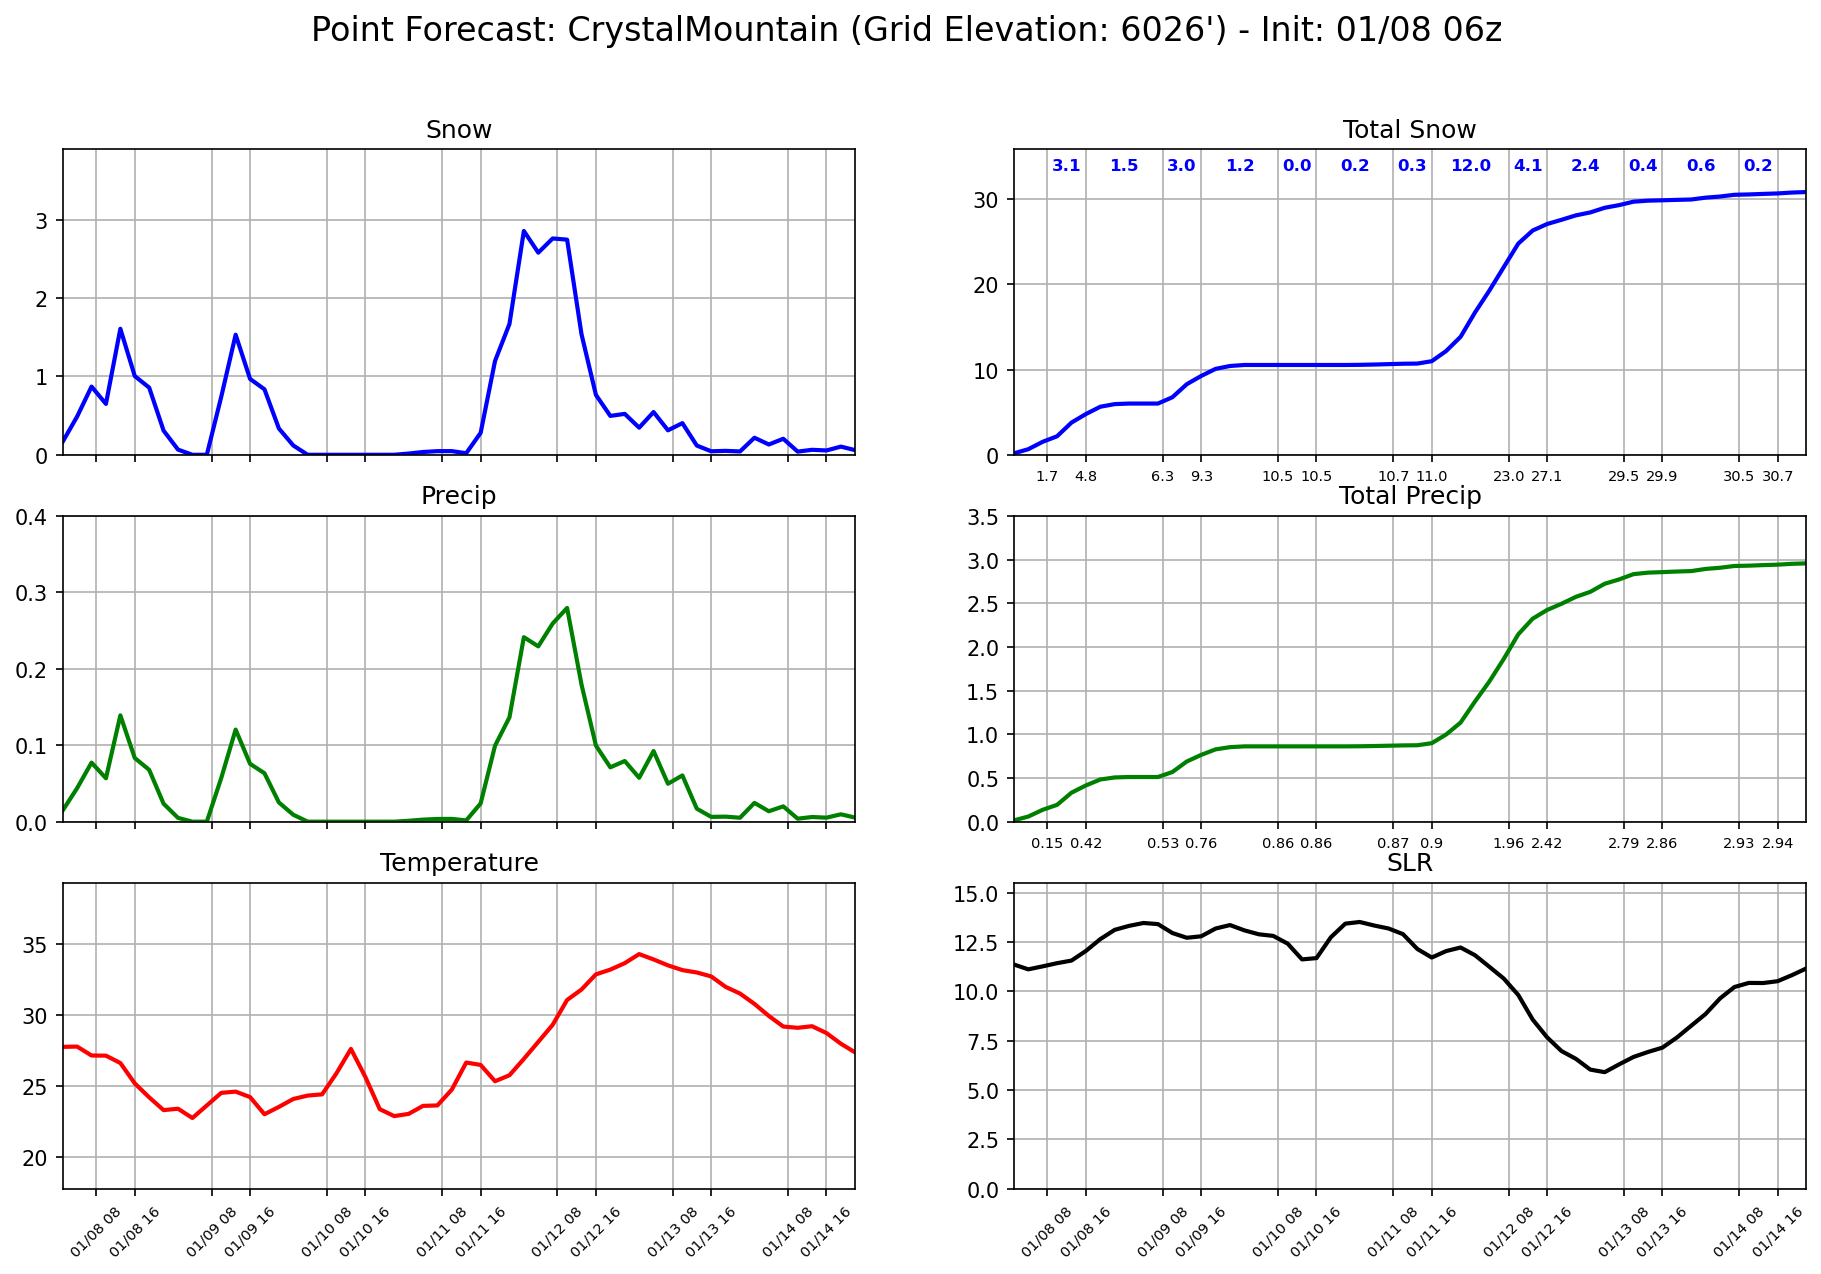 Point Forecast: CrystalMountain (Grid Elevation: 6026') - Init: 01/08 06z
Snow
3
2
1
0
Total Snow
3.1 1.5 3.0 1.2 0.0 0.2 0.3 12.0 4.1 2.4 0.4 0.6 0.2
30
20
10
0
1.7 4.8 6.3 9.3 10.5 10.5 10.7 11.0 23.0 27.1 29.5 29.9 30.5 30.7
Precip
0.4
0.3
0.2
0.1
0.0
Total Precip
3.5
3.0
2.5
2.0
1.5
1.0
0.5
0.0
0.15 0.42 0.53 0.76 0.86 0.86 0.87 0.9 1.96 2.42 2.79 2.86 2.93 2.94
Temperature
35
30
25
20
01/08 08 01/08 16 01/09 08 01/09 16 01/10 08 01/10 16 01/11 08 01/11 16 01/12 08 01/12 16 01/13 08 01/13 16 01/14 08 01/14 16
SLR
15.0
12.5
10.0
7.5
5.0
2.5
0.0
01/08 08 01/08 16 01/09 08 01/09 16 01/10 08 01/10 16 01/11 08 01/11 16 01/12 08 01/12 16 01/13 08 01/13 16 01/14 08 01/14 16